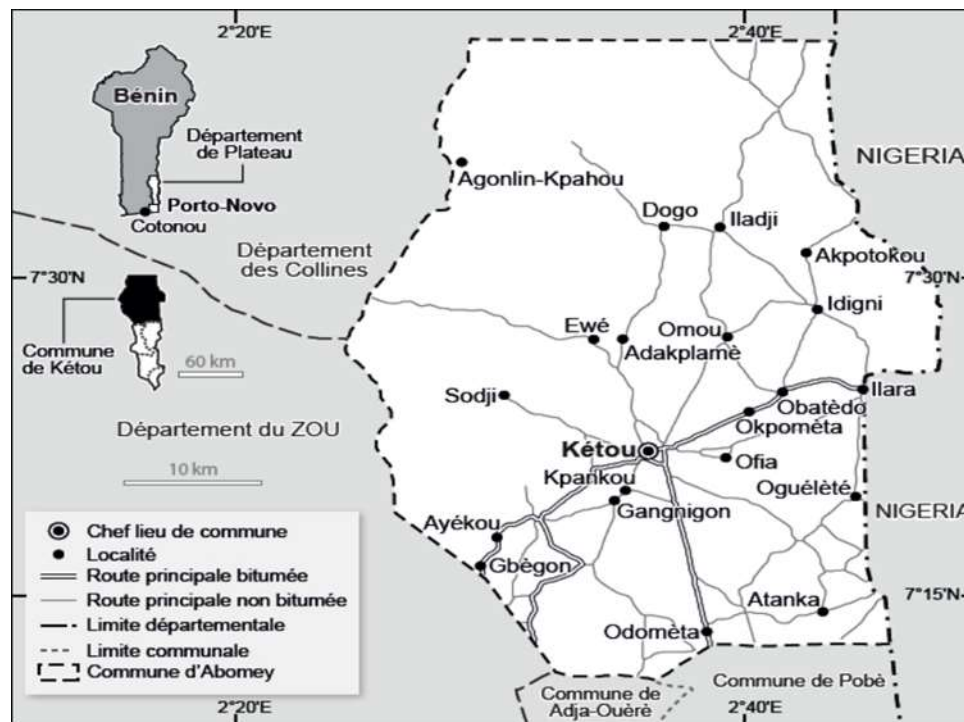 2°20'E
2°40'E
Bénin
Département
de Plateau
Porto-Novo
Cotonou
NIGERIA
Agonlin-Kpahou
Dogo
Iladji
Akpotokou
Département
des Collines
7°30'N
7°30'N
Idigni
Ewé
Adakplamè
Omou
Commune
de Kétou
60 km
Sodji
Ilara
Obatèdo
Okpométa
Département du ZOU
Kétou
Ofia
10 km
Kpankou
Gangnigon
Oguélèté
NIGERIA
Chef lieu de commune
Localité
Route principale bitumée
Route principale non bitumée
Limite départementale
Limite communale
Commune d'Abomey
Ayékou
Gbègon
7°15'N
Atanka
Odomèta
Commune de
Adja-Ouèrè
Commune de Pobè
2°20'E
2°40'E